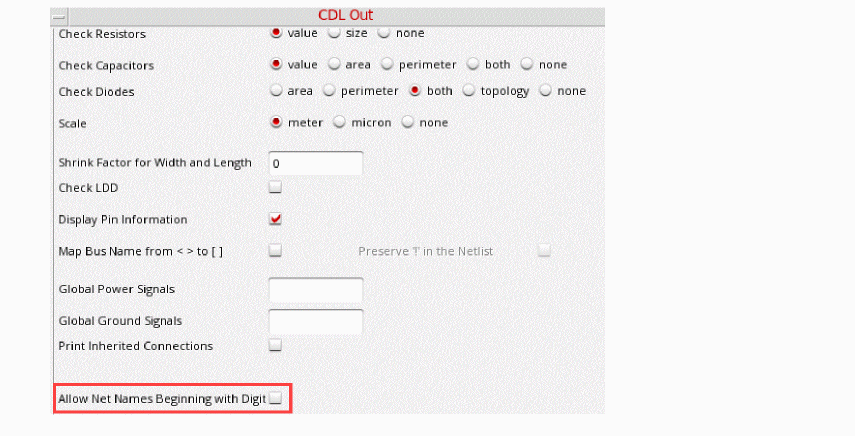 CDL Out
Check Resistors value size none
Check Capacitors value area perimeter both none
Check Diodes area perimeter both topology none
Scale meter micron none
Shrink Factor for Width and Length 0
Check LDD
Display Pin Information
Map Bus Name from < > to [ ] Preserve '!' in the Netlist
Global Power Signals
Global Ground Signals
Print Inherited Connections
Allow Net Names Beginning with Digit